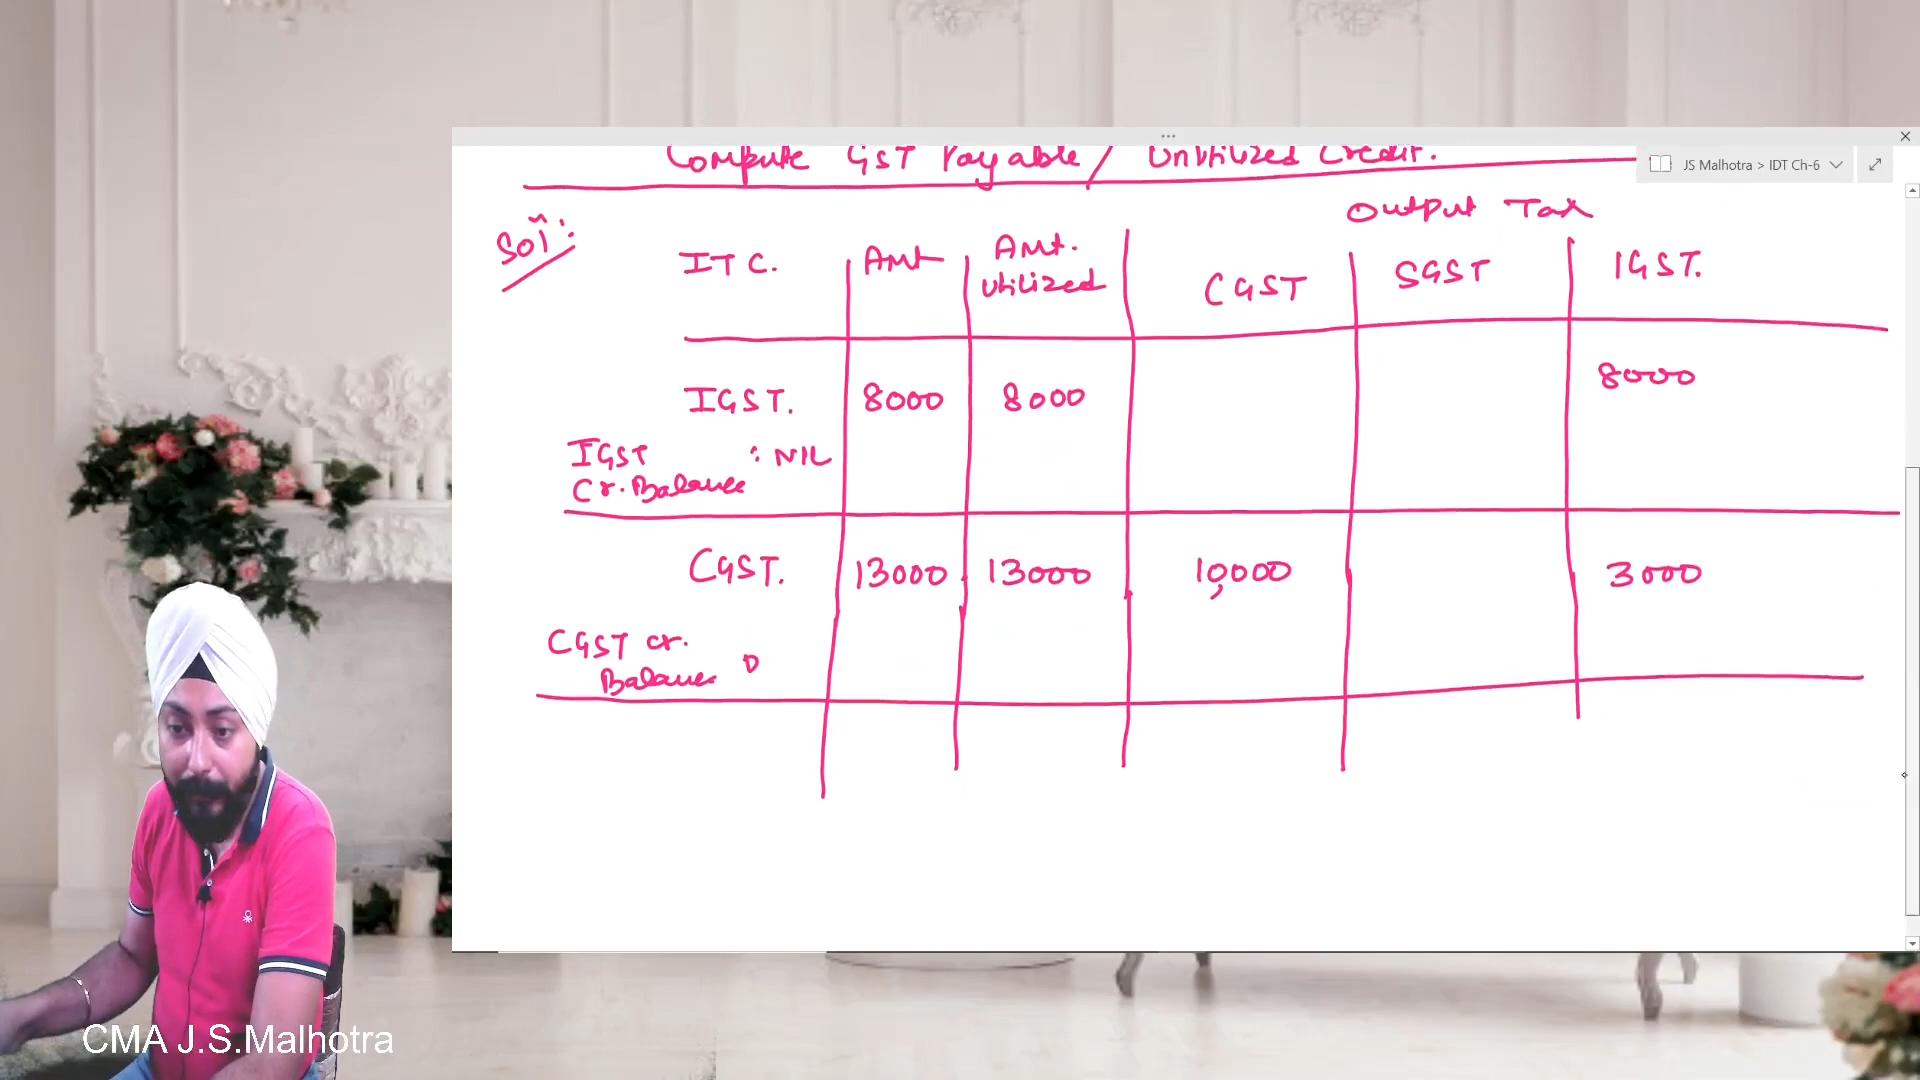 Compute GST Payable / Unutilized Credit.
JS Malhotra > IDT Ch-6
Output Tax
Sol:
ITC. Amt Amt. utilized CGST SGST IGST.
IGST. 8000 8000 8000
IGST : NIL
Cr. Balance
CGST. 13000 13000 10,000 3000
CGST cr.
Balance 0
CMA J.S.Malhotra